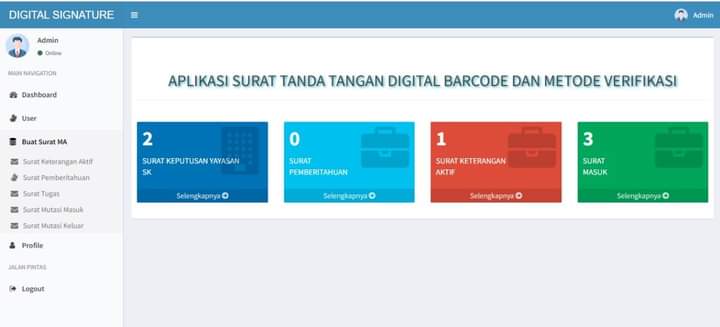 DIGITAL SIGNATURE
Admin
Admin
Online
MAIN NAVIGATION
Dashboard
User
Buat Surat MA
Surat Keterangan Aktif
Surat Pemberitahuan
Surat Tugas
Surat Mutasi Masuk
Surat Mutasi Keluar
Profile
JALAN PINTAS
Logout
APLIKASI SURAT TANDA TANGAN DIGITAL BARCODE DAN METODE VERIFIKASI
2
SURAT KEPUTUSAN YAYASAN
SK
Selengkapnya
0
SURAT
PEMBERITAHUAN
Selengkapnya
1
SURAT KETERANGAN
AKTIF
Selengkapnya
3
SURAT
MASUK
Selengkapnya